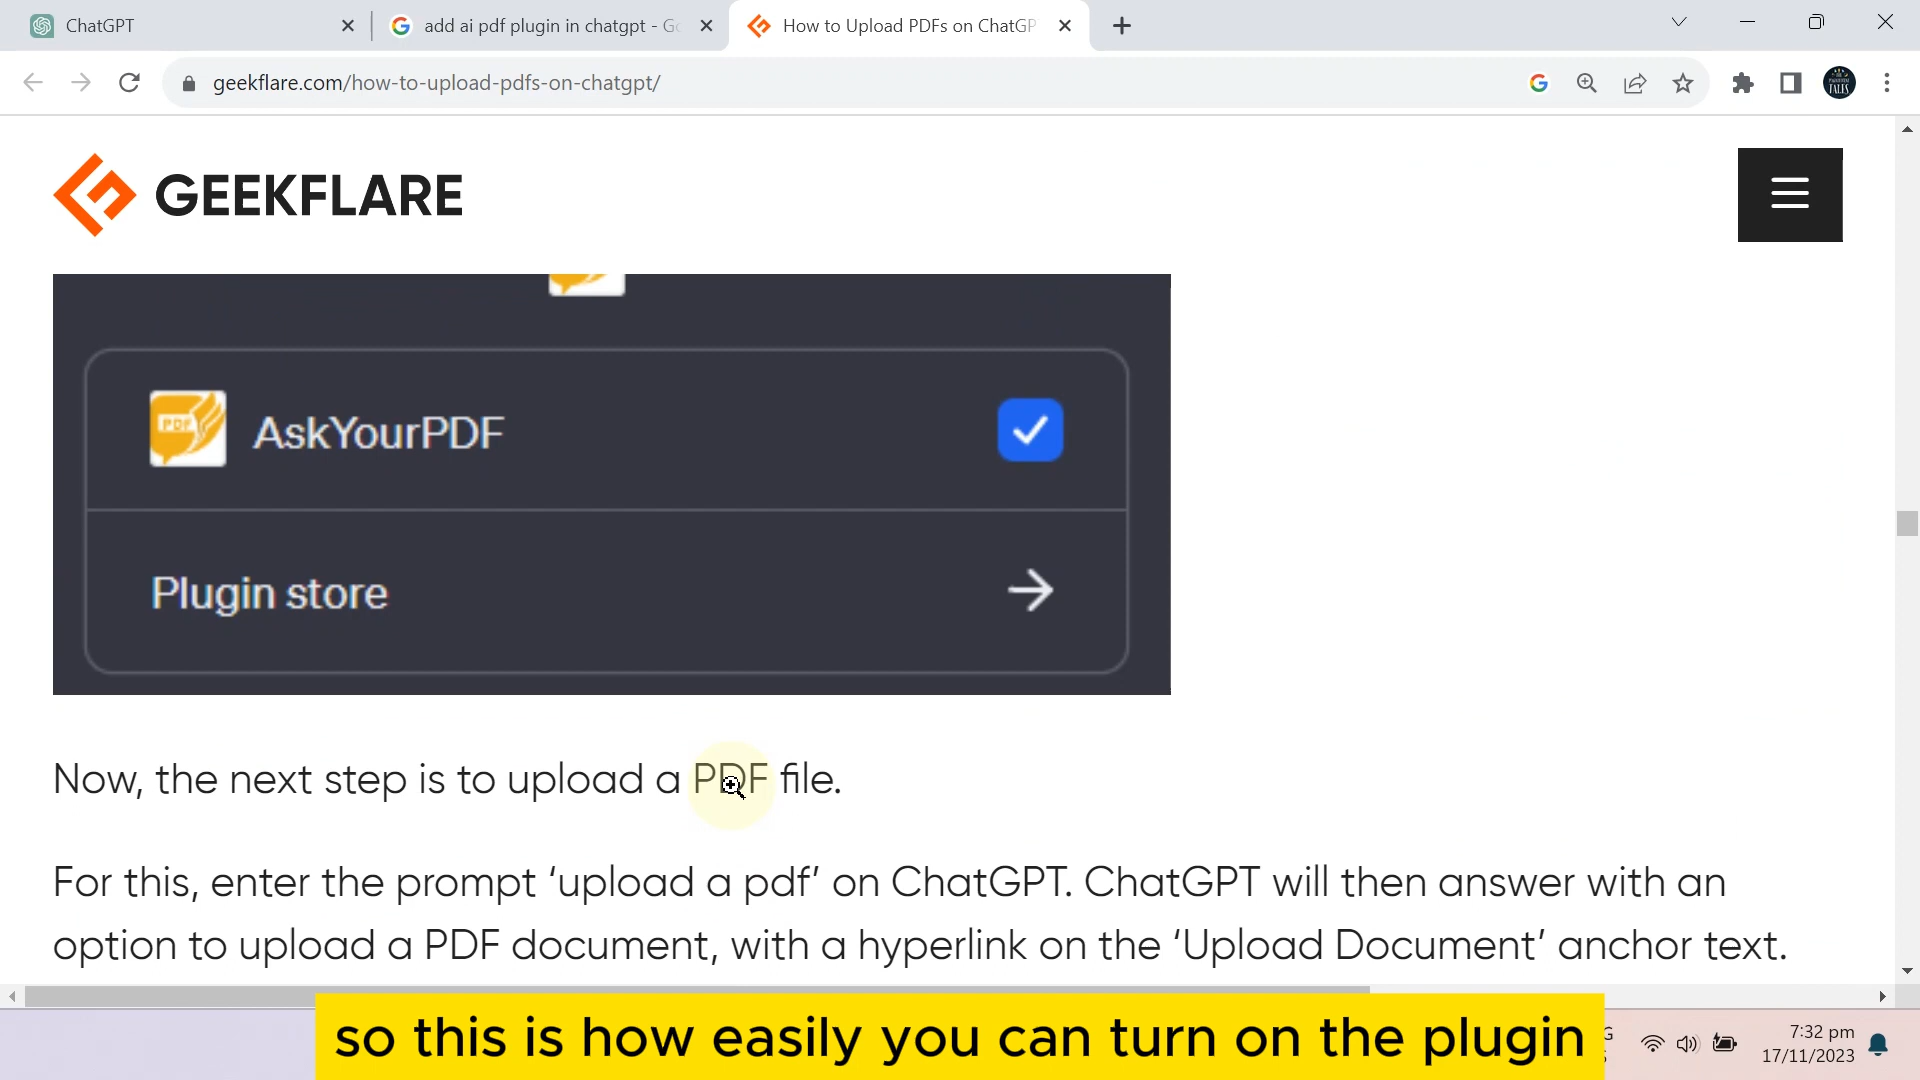 ChatGPT
add ai pdf plugin in chatgpt - Go
How to Upload PDFs on ChatGP
geekflare.com/how-to-upload-pdfs-on-chatgpt/
GEEKFLARE
PDF
AskYourPDF
Plugin store
Now, the next step is to upload a PDF file.
For this, enter the prompt ‘upload a pdf’ on ChatGPT. ChatGPT will then answer with an
option to upload a PDF document, with a hyperlink on the ‘Upload Document’ anchor text.
so this is how easily you can turn on the plugin
7:32 pm
17/11/2023